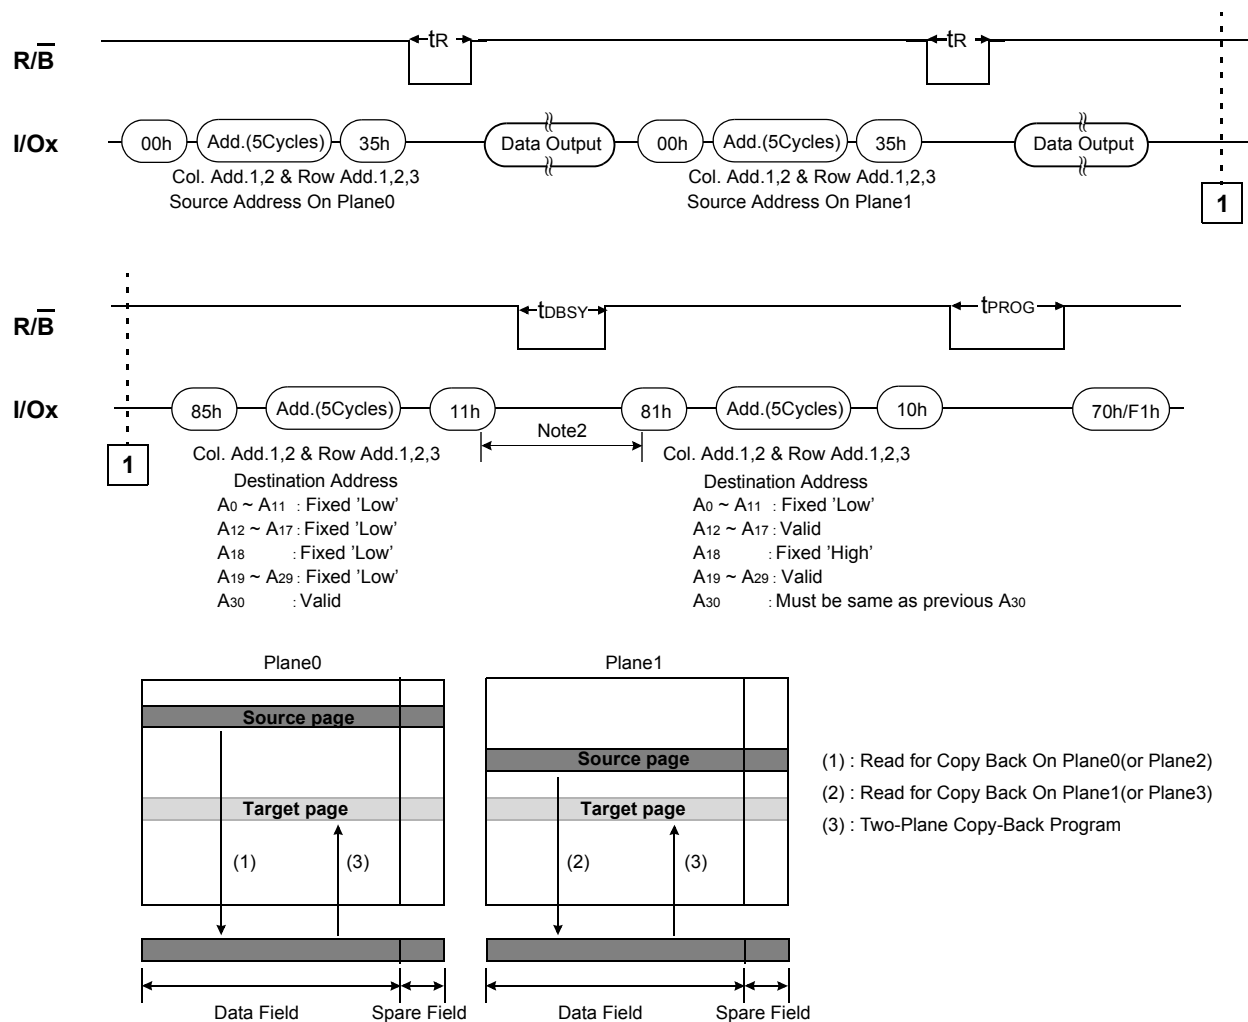 tR tR
R/B
I/Ox 00h Add.(5Cycles) 35h Data Output 00h Add.(5Cycles) 35h Data Output
Col. Add.1,2 & Row Add.1,2,3 Col. Add.1,2 & Row Add.1,2,3
Source Address On Plane0 Source Address On Plane1
1
tDBSY tPROG
R/B
I/Ox 85h Add.(5Cycles) 11h 81h Add.(5Cycles) 10h 70h/F1h
Note2
1
Col. Add.1,2 & Row Add.1,2,3 Col. Add.1,2 & Row Add.1,2,3
Destination Address Destination Address
A0 ~ A11 : Fixed 'Low' A0 ~ A11 : Fixed 'Low'
A12 ~ A17 : Fixed 'Low' A12 ~ A17 : Valid
A18 : Fixed 'Low' A18 : Fixed 'High'
A19 ~ A29 : Fixed 'Low' A19 ~ A29 : Valid
A30 : Valid A30 : Must be same as previous A30
Plane0 Plane1
Source page
Source page
Target page Target page
(1) (3) (2) (3)
(1) : Read for Copy Back On Plane0(or Plane2)
(2) : Read for Copy Back On Plane1(or Plane3)
(3) : Two-Plane Copy-Back Program
Data Field Spare Field Data Field Spare Field